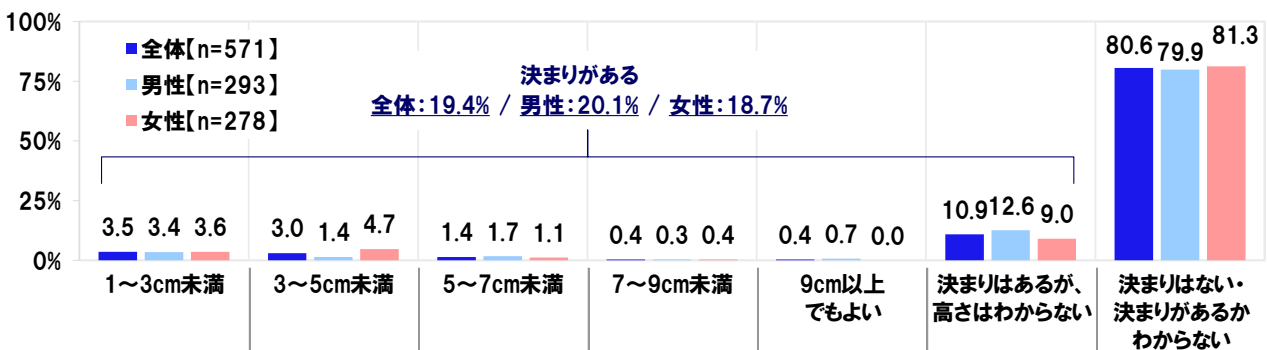 100%
75%
50%
25%
0%
全体【n=571】
男性【n=293】
女性【n=278】
決まりがある
全体：19.4% / 男性：20.1% / 女性：18.7%
3.5 3.4 3.6
3.0 1.4 4.7
1.4 1.7 1.1
0.4 0.3 0.4
0.4 0.7 0.0
10.9 12.6 9.0
80.6 79.9 81.3
1～3cm未満
3～5cm未満
5～7cm未満
7～9cm未満
9cm以上
でもよい
決まりはあるが、
高さはわからない
決まりはない・
決まりがあるか
わからない